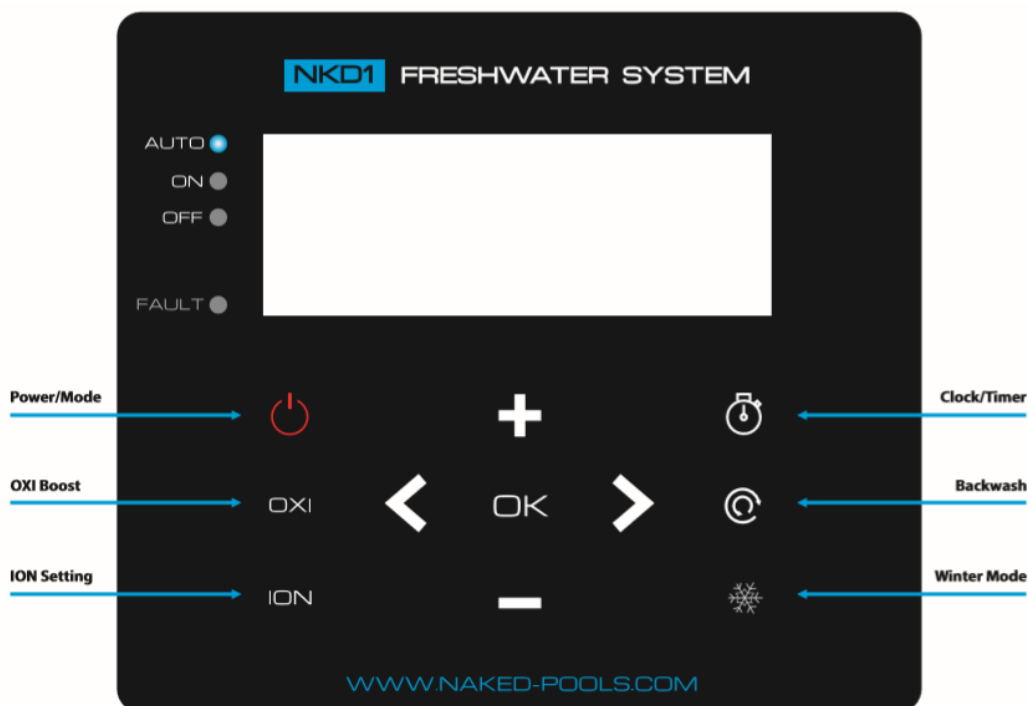 NKD1 FRESHWATER SYSTEM
AUTO
ON
OFF
FAULT
Power/Mode
Clock/Timer
OXI Boost
OXI
OK
Backwash
ION Setting
ION
Winter Mode
WWW.NAKED-POOLS.COM